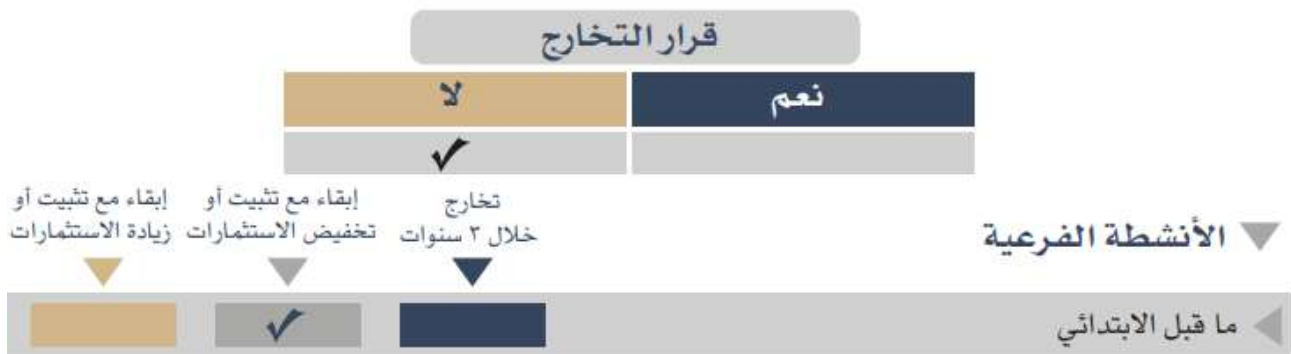 قرار التخارج
نعم
لا
✓
تخارج
خلال ٣ سنوات
إبقاء مع تثبيت أو
تخفيض الاستثمارات
إبقاء مع تثبيت أو
زيادة الاستثمارات
الأنشطة الفرعية
ما قبل الابتدائي
✓